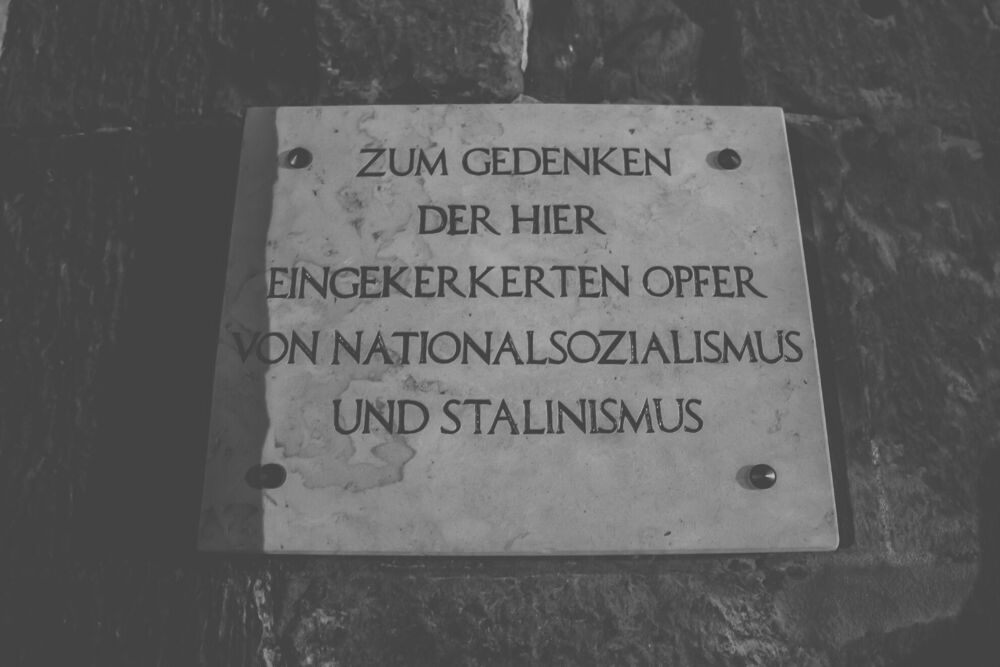 ZUM GEDENKEN
DER HIER
EINGEKERKERTEN OPFER
VON NATIONALSOZIALISMUS
UND STALINISMUS